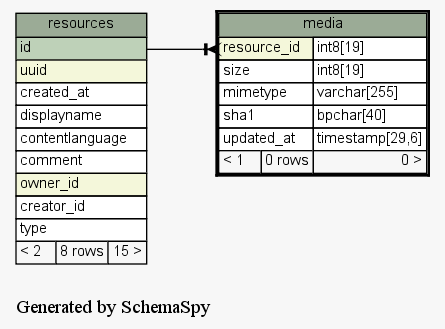 resources
id
uuid
created_at
displayname
contentlanguage
comment
owner_id
creator_id
type
< 2 8 rows 15 >
media
resource_id int8[19]
size int8[19]
mimetype varchar[255]
sha1 bpchar[40]
updated_at timestamp[29,6]
< 1 0 rows 0 >
Generated by SchemaSpy